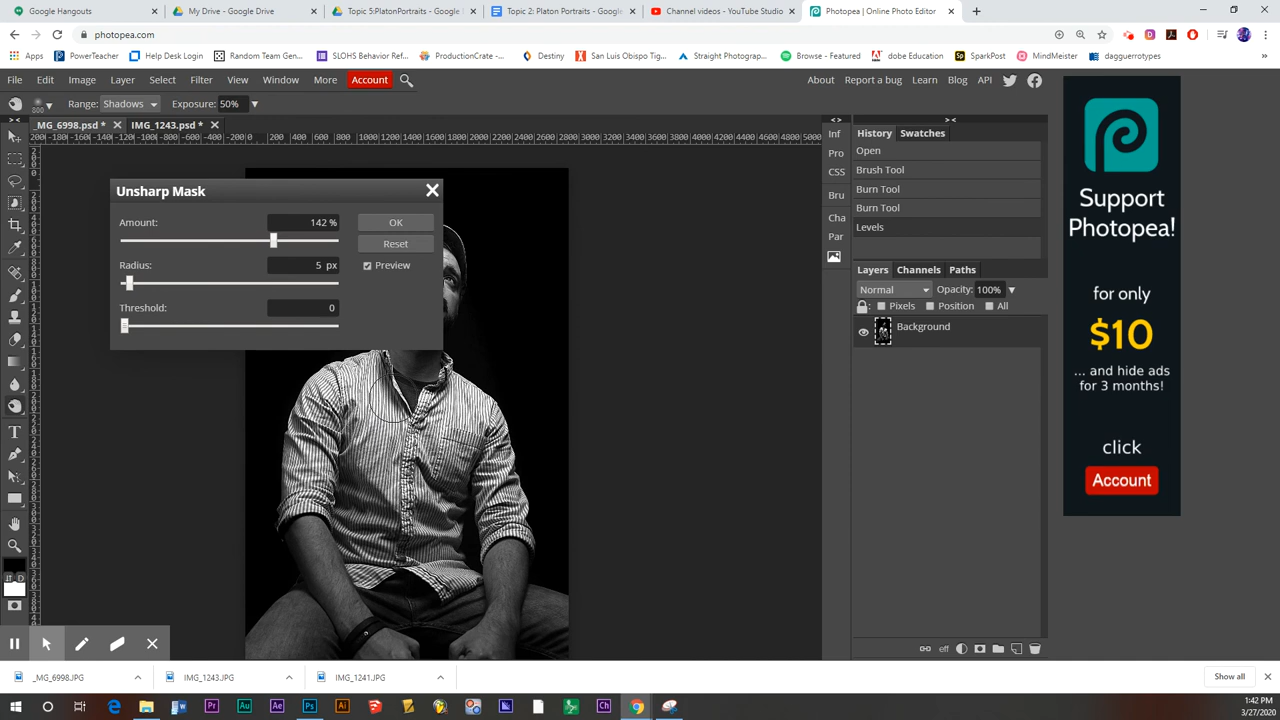 Google Hangouts
My Drive - Google Drive
Topic 5:PlatonPortraits - Google
Topic 2: Platon Portraits - Google
Channel videos - YouTube Studio
Photopea | Online Photo Editor
photopea.com
Apps
PowerTeacher
Help Desk Login
Random Team Gen...
SLOHS Behavior Ref...
ProductionCrate - C...
Destiny
San Luis Obispo Tig...
Straight Photograp...
Browse - Featured
adobe Education
SparkPost
MindMeister
dagguerrotypes
File Edit Image Layer Select Filter View Window More Account
About Report a bug Learn Blog API
800
Range: Shadows Exposure: 50%
_MG_6998.psd *
IMG_1243.psd *
Unsharp Mask
Amount: 142 %
OK
Reset
Radius: 5 px
Preview
Threshold: 0
Inf
Pro
CSS
Bru
Cha
Par
History Swatches
Open
Brush Tool
Burn Tool
Burn Tool
Levels
Layers Channels Paths
Normal Opacity: 100%
Pixels Position All
Background
eff
Support
Photopea!
for only
$10
... and hide ads
for 3 months!
click
Account
_MG_6998.JPG
IMG_1243.JPG
IMG_1241.JPG
Show all
1:42 PM
3/27/2020